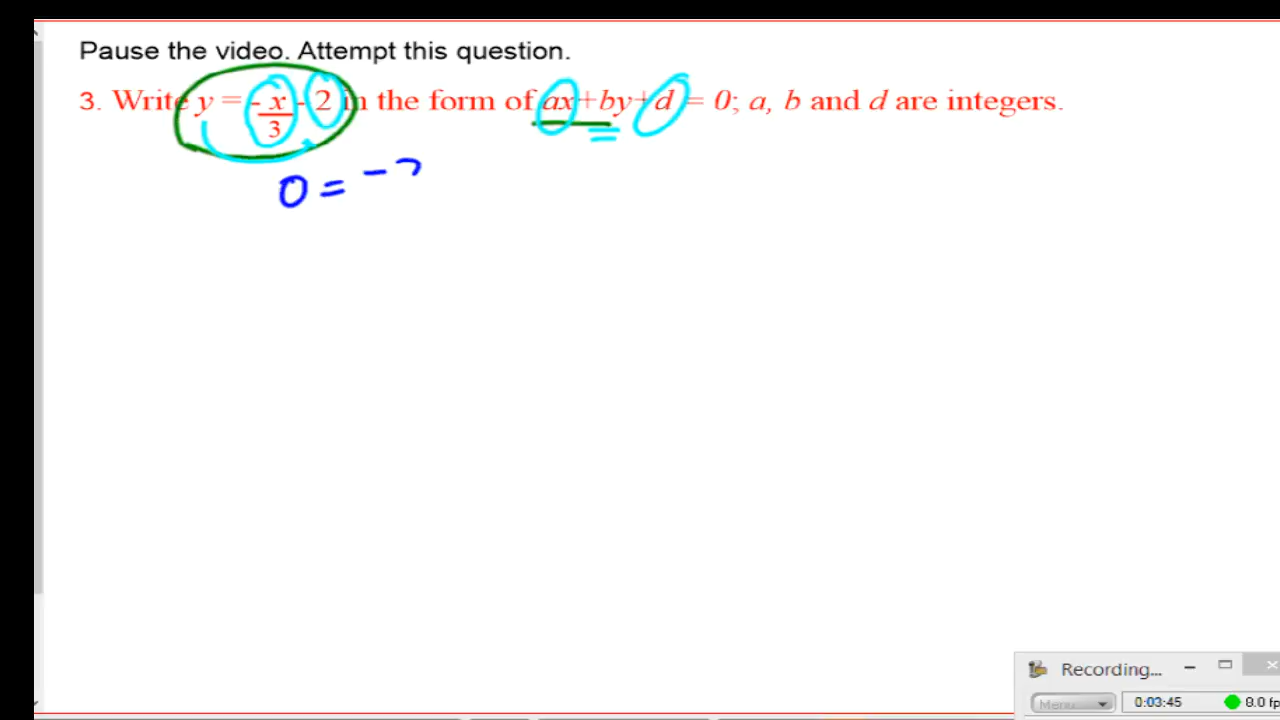 Pause the video. Attempt this question.
3. Write y = - x/3 - 2 in the form of ax+by+d = 0; a, b and d are integers.
0 = -
Recording...
Menu 0:03:45 8.0 fp